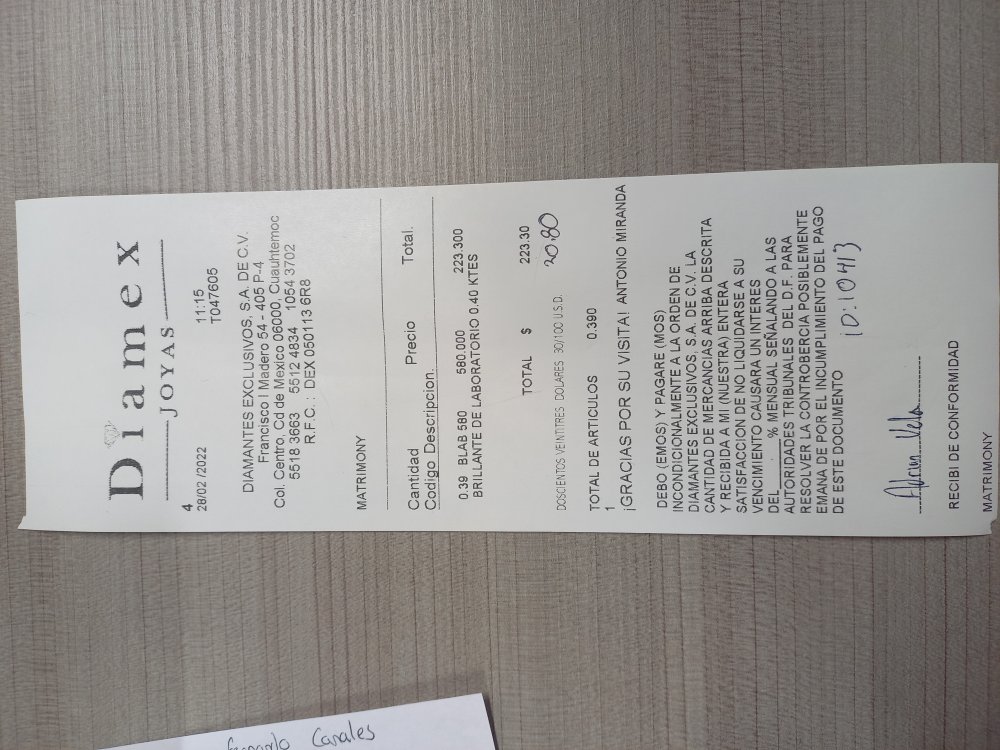 Diamex
JOYAS
4
28/02/2022 11:15
T047605
DIAMANTES EXCLUSIVOS, S.A. DE C.V.
Francisco I Madero 54 - 405 P-4
Col. Centro, Cd de Mexico 06000, Cuauhtemoc
5518 3663 5512 4834 1054 3702
R.F.C. : DEX 050113 6R8
MATRIMONY
Cantidad Precio Total.
Codigo Descripcion.
0.39 BLAB 580 580.000 223.300
BRILLANTE DE LABORATORIO 0.40 KTES
TOTAL $ 223.30
20,80
DOSCIENTOS VEINTITRES DOLARES 30/100 U.S.D.
TOTAL DE ARTICULOS 0.390
1
¡GRACIAS POR SU VISITA! ANTONIO MIRANDA
DEBO (EMOS) Y PAGARE (MOS)
INCONDICIONALMENTE A LA ORDEN DE
DIAMANTES EXCLUSIVOS, S.A. DE C.V. LA
CANTIDAD DE MERCANCIAS ARRIBA DESCRITA
Y RECIBIDA A MI (NUESTRA) ENTERA
SATISFACCION DE NO LIQUIDARSE A SU
VENCIMIENTO CAUSARA UN INTERES
DEL ______ % MENSUAL SEÑALANDO A LAS
AUTORIDADES TRIBUNALES DEL D.F. PARA
RESOLVER LA CONTROBERCIA POSIBLEMENTE
EMANA DE POR EL INCUMPLIMIENTO DEL PAGO
DE ESTE DOCUMENTO
ID: 10413
Vela
RECIBI DE CONFORMIDAD
MATRIMONY
Canales